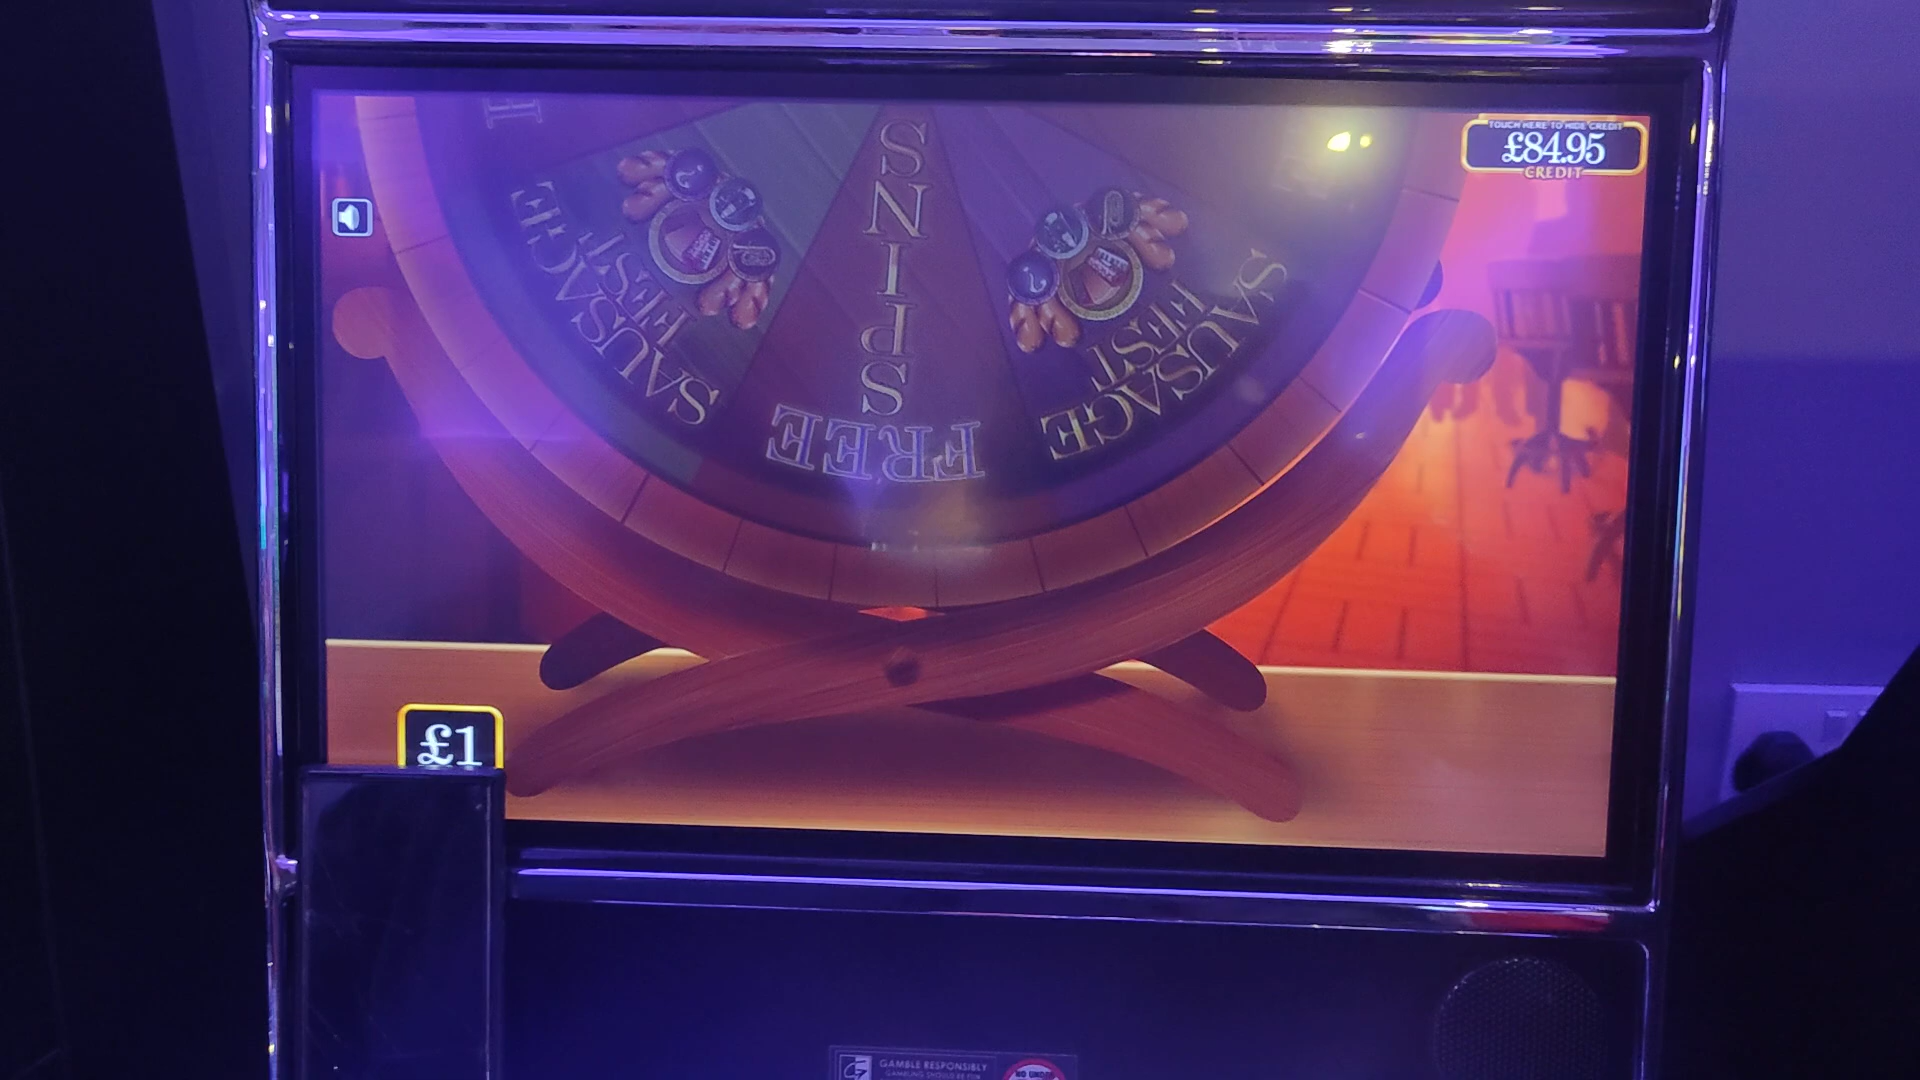 TOUCH HERE TO HIDE CREDIT
£84.95
CREDIT
SAUSAGE
FEST
FREE
SPINS
SAUSAGE
FEST
£1
GAMBLE RESPONSIBLY